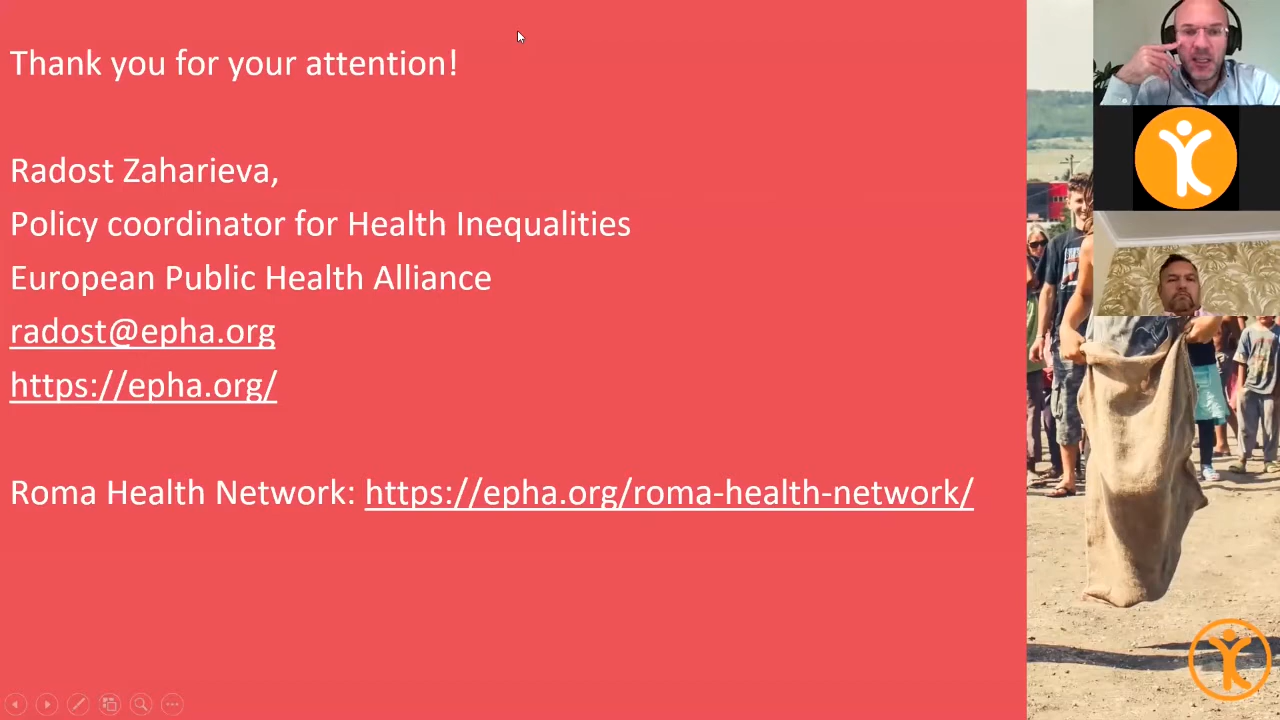 Thank you for your attention!
Radost Zaharieva,
Policy coordinator for Health Inequalities
European Public Health Alliance
radost@epha.org
https://epha.org/
Roma Health Network: https://epha.org/roma-health-network/